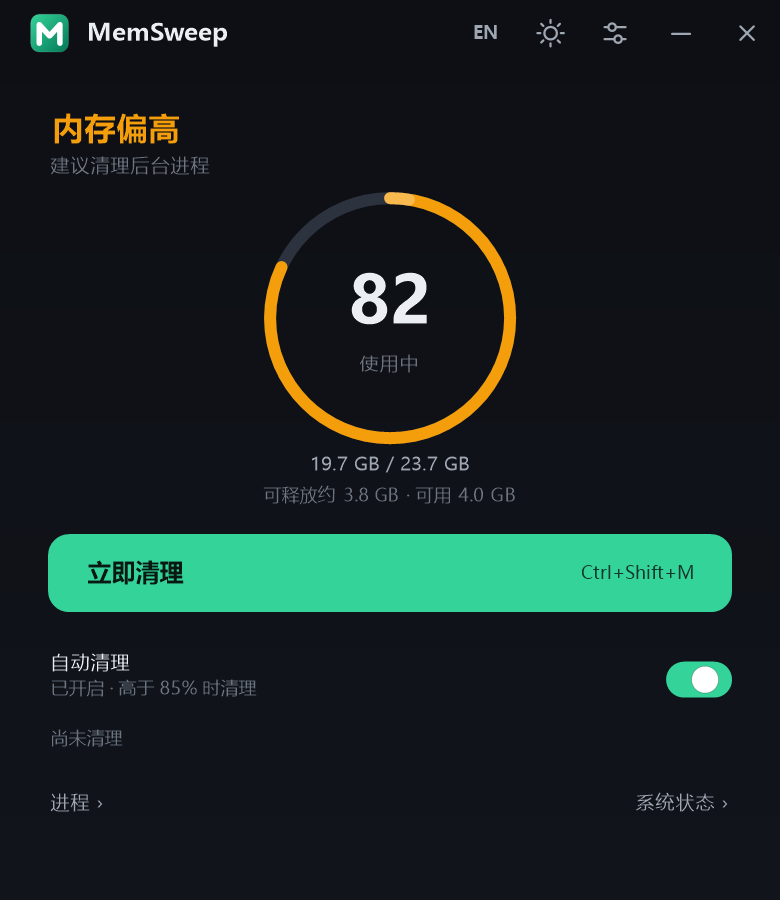 MemSweep
EN
内存偏高
建议清理后台进程
82
使用中
19.7 GB / 23.7 GB
可释放约 3.8 GB · 可用 4.0 GB
立即清理
Ctrl+Shift+M
自动清理
已开启 · 高于 85% 时清理
尚未清理
进程 ›
系统状态 ›